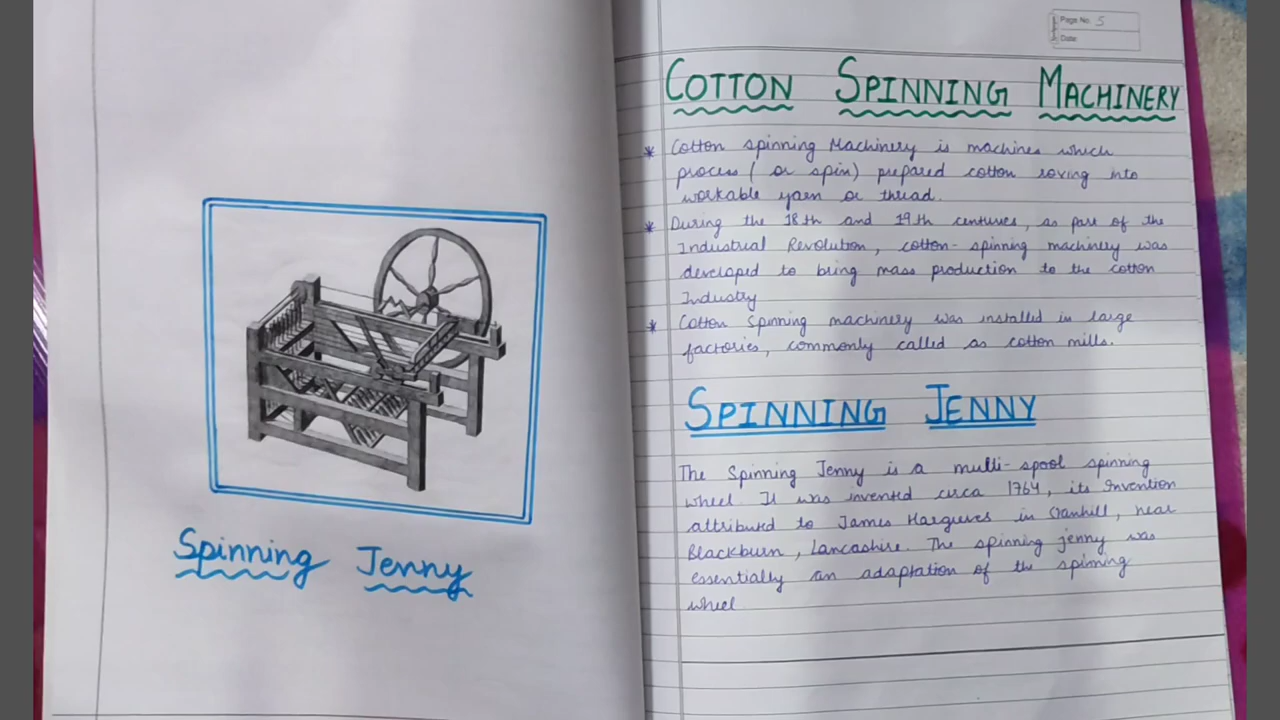 Spinning Jenny
Page No. 5
Date:
COTTON SPINNING MACHINERY
* Cotton spinning Machinery is machines which
process ( or spin) prepared cotton roving into
workable yarn or thread.
* During the 18th and 19th centuries, as part of the
Industrial Revolution, cotton-spinning machinery was
developed to bring mass production to the cotton
Industry
* Cotton Spinning machinery was installed in large
factories, commonly called as cotton mills.
SPINNING JENNY
The Spinning Jenny is a multi-spool spinning
wheel. It was invented circa 1764, its Invention
attributed to James Hargreves in Stanhill, near
Blackburn, Lancashire. The spinning jenny was
essentially an adaptation of the spinning
wheel